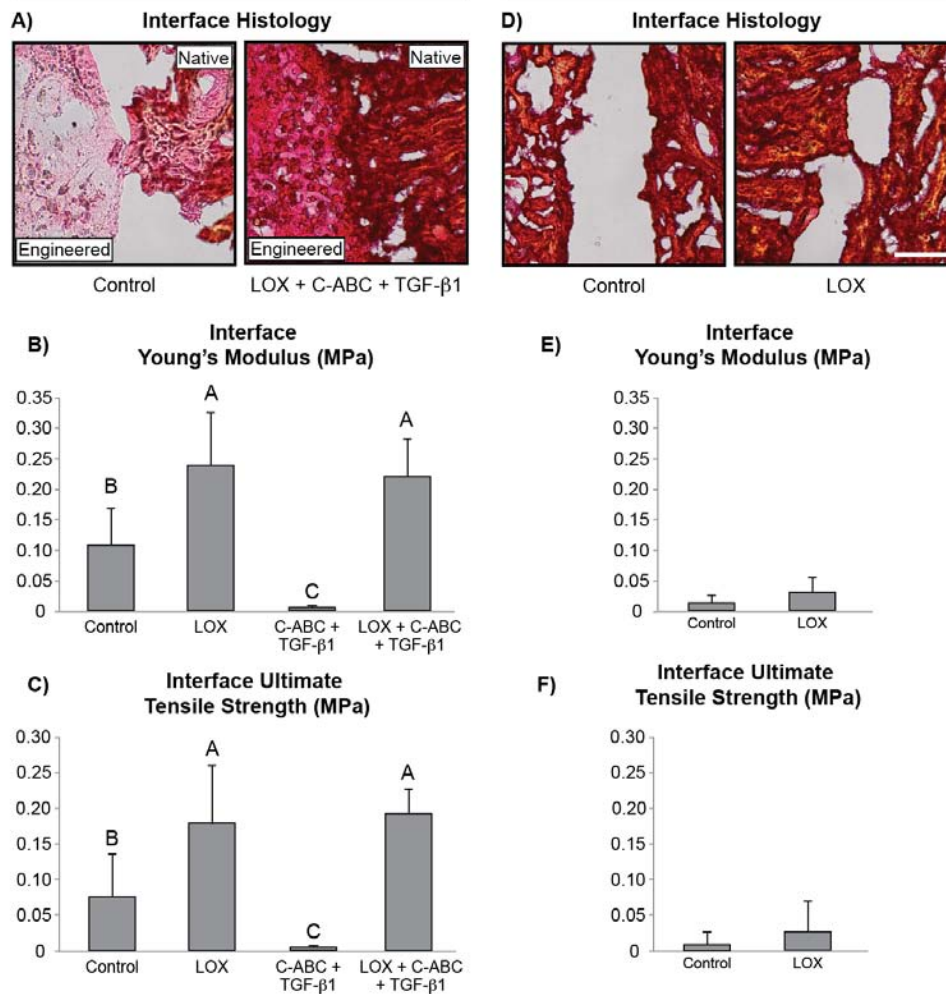 A)
Interface Histology
Native
Engineered
Control
Native
Engineered
LOX + C-ABC + TGF-β1
B)
Interface
Young's Modulus (MPa)
0.35
0.30
0.25
0.20
0.15
0.10
0.05
0
B
A
C
A
Control
LOX
C-ABC +
TGF-β1
LOX + C-ABC
+ TGF-β1
C)
Interface Ultimate
Tensile Strength (MPa)
0.30
0.25
0.20
0.15
0.10
0.05
0
B
A
C
A
Control
LOX
C-ABC +
TGF-β1
LOX + C-ABC
+ TGF-β1
D)
Interface Histology
Control
LOX
E)
Interface
Young's Modulus (MPa)
0.35
0.30
0.25
0.20
0.15
0.10
0.05
0
Control
LOX
F)
Interface Ultimate
Tensile Strength (MPa)
0.30
0.25
0.20
0.15
0.10
0.05
0
Control
LOX